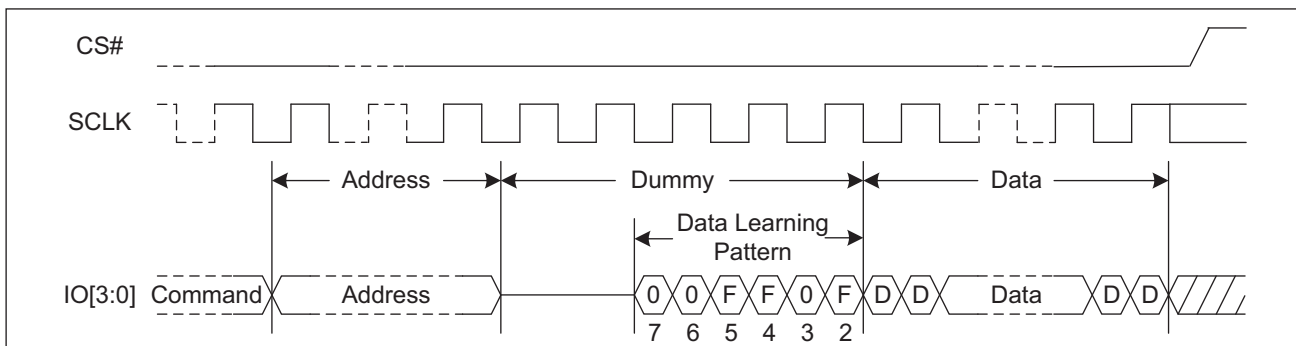 CS#
SCLK
Address Dummy Data
Data Learning
Pattern
IO[3:0] Command Address 0 0 F F 0 F D D Data D D
7 6 5 4 3 2